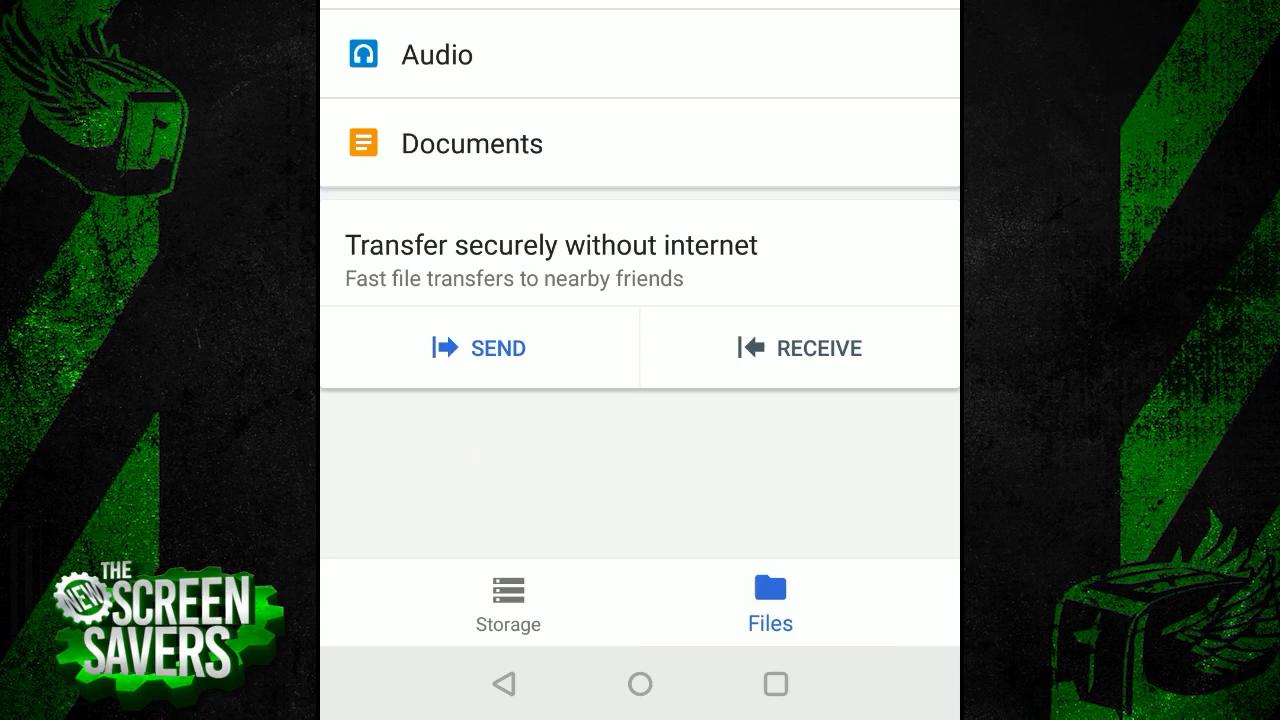 Audio
Documents
Transfer securely without internet
Fast file transfers to nearby friends
SEND
RECEIVE
Storage
Files
THE
NEW
SCREEN
SAVERS